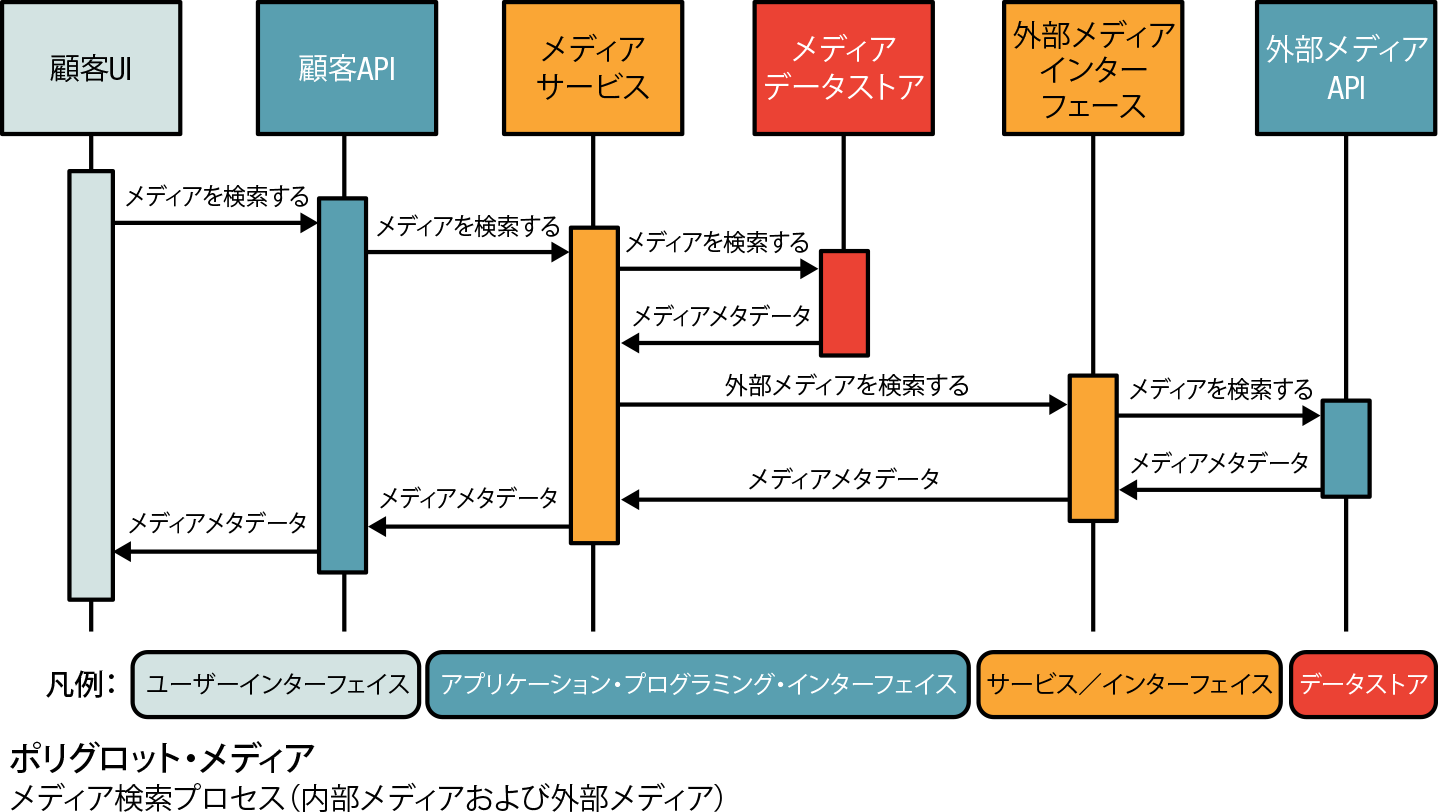 顧客UI
顧客API
メディア
サービス
メディア
データストア
外部メディア
インター
フェース
外部メディア
API
メディアを検索する
メディアを検索する
メディアを検索する
メディアメタデータ
外部メディアを検索する
メディアを検索する
メディアメタデータ
メディアメタデータ
メディアメタデータ
メディアメタデータ
凡例：
ユーザーインターフェイス
アプリケーション・プログラミング・インターフェイス
サービス／インターフェイス
データストア
ポリグロット・メディア
メディア検索プロセス（内部メディアおよび外部メディア）